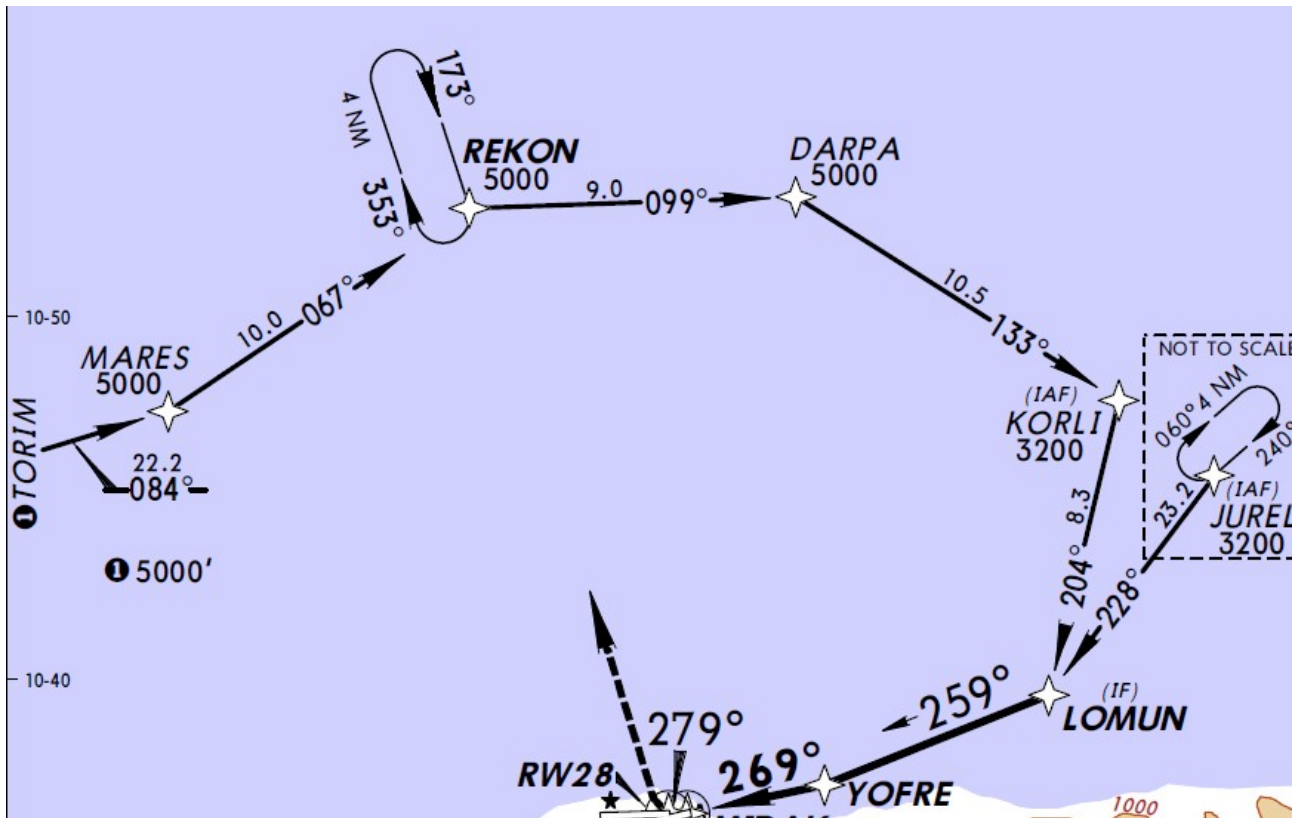 173°
4 NM
353°
REKON
5000
9.0
099°
DARPA
5000
10.5
133°
10-50
10.0
067°
MARES
5000
1 TORIM
22.2
084°
1 5000'
NOT TO SCALE
060° 4 NM
240°
(IAF)
KORLI
3200
(IAF)
JUREL
3200
8.3
204°
23.2
228°
10-40
(IF)
LOMUN
259°
279°
269°
RW28
YOFRE
1000